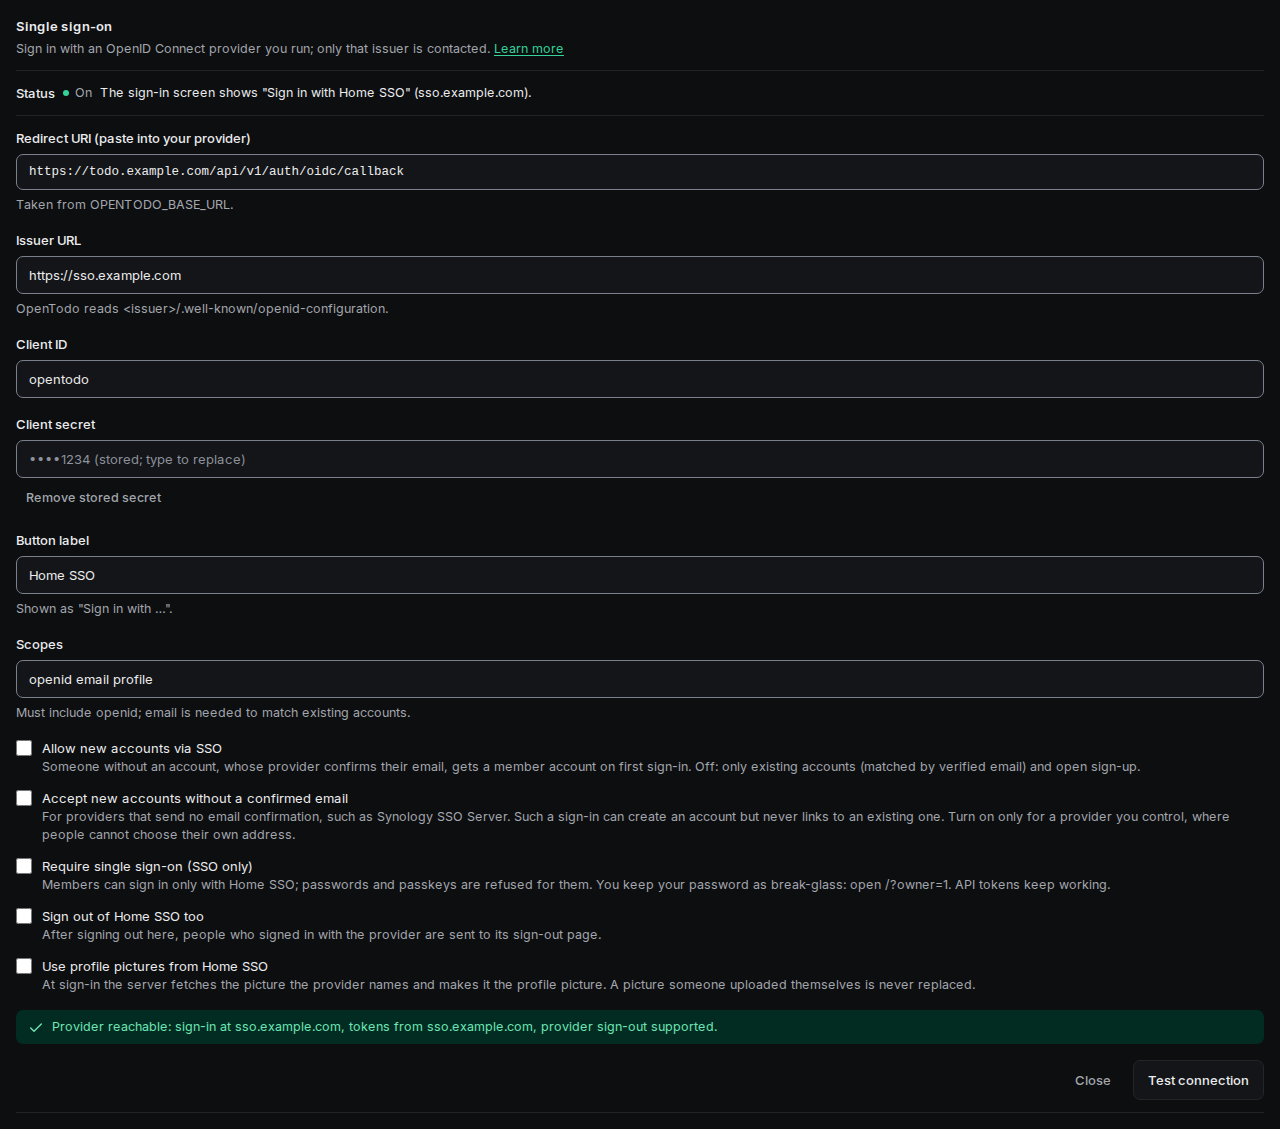 Single sign-on
Sign in with an OpenID Connect provider you run; only that issuer is contacted. Learn more
Status On The sign-in screen shows "Sign in with Home SSO" (sso.example.com).
Redirect URI (paste into your provider)
https://todo.example.com/api/v1/auth/oidc/callback
Taken from OPENTODO_BASE_URL.
Issuer URL
https://sso.example.com
OpenTodo reads <issuer>/.well-known/openid-configuration.
Client ID
opentodo
Client secret
••••1234 (stored; type to replace)
Remove stored secret
Button label
Home SSO
Shown as "Sign in with ...".
Scopes
openid email profile
Must include openid; email is needed to match existing accounts.
Allow new accounts via SSO
Someone without an account, whose provider confirms their email, gets a member account on first sign-in. Off: only existing accounts (matched by verified email) and open sign-up.
Accept new accounts without a confirmed email
For providers that send no email confirmation, such as Synology SSO Server. Such a sign-in can create an account but never links to an existing one. Turn on only for a provider you control, where
people cannot choose their own address.
Require single sign-on (SSO only)
Members can sign in only with Home SSO; passwords and passkeys are refused for them. You keep your password as break-glass: open /?owner=1. API tokens keep working.
Sign out of Home SSO too
After signing out here, people who signed in with the provider are sent to its sign-out page.
Use profile pictures from Home SSO
At sign-in the server fetches the picture the provider names and makes it the profile picture. A picture someone uploaded themselves is never replaced.
Provider reachable: sign-in at sso.example.com, tokens from sso.example.com, provider sign-out supported.
Close Test connection